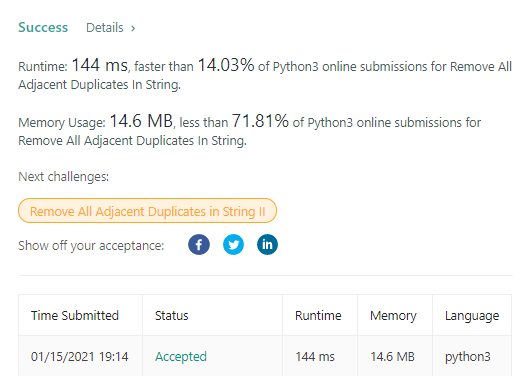 Success Details ›
Runtime: 144 ms, faster than 14.03% of Python3 online submissions for Remove All
Adjacent Duplicates In String.
Memory Usage: 14.6 MB, less than 71.81% of Python3 online submissions for
Remove All Adjacent Duplicates In String.
Next challenges:
Remove All Adjacent Duplicates in String II
Show off your acceptance: f in
Time Submitted Status Runtime Memory Language
01/15/2021 19:14 Accepted 144 ms 14.6 MB python3